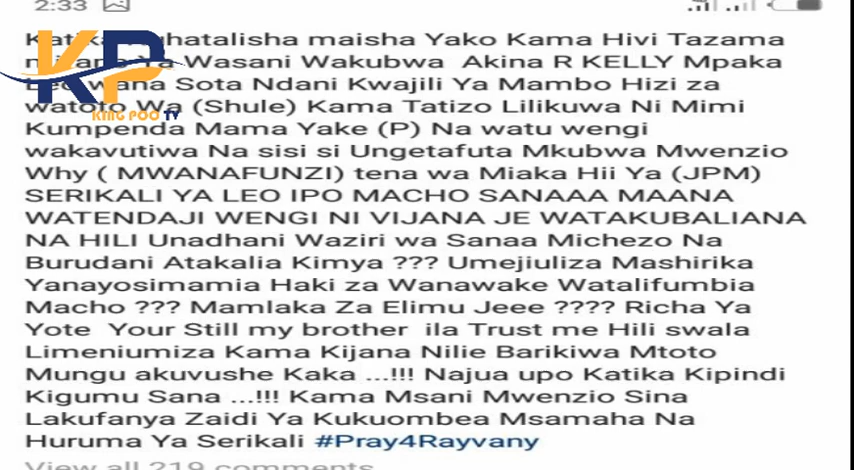 2:33
Kama Hivi Tazama
Ya Wasani Wakubwa Akina R KELLY Mpaka
Sota Ndani Kwajili Ya Mambo Hizi za
watoto Wa (Shule) Kama Tatizo Lilikuwa Ni Mimi
KING POO TV
Kumpenda Mama Yake (P) Na watu wengi
wakavutiwa Na sisi si Ungetafuta Mkubwa Mwenzio
Why ( MWANAFUNZI) tena wa Miaka Hii Ya (JPM)
SERIKALI YA LEO IPO MACHO SANAAA MAANA
WATENDAJI WENGI NI VIJANA JE WATAKUBALIANA
NA HILI Unadhani Waziri wa Sanaa Michezo Na
Burudani Atakalia Kimya ??? Umejiuliza Mashirika
Yanayosimamia Haki za Wanawake Watalifumbia
Macho ??? Mamlaka Za Elimu Jeee ???? Richa Ya
Yote Your Still my brother ila Trust me Hili swala
Limeniumiza Kama Kijana Nilie Barikiwa Mtoto
Mungu akuvushe Kaka ...!!! Najua upo Katika Kipindi
Kigumu Sana ...!!! Kama Msani Mwenzio Sina
Lakufanya Zaidi Ya Kukuombea Msamaha Na
Huruma Ya Serikali #Pray4Rayvany
View all 219 comments